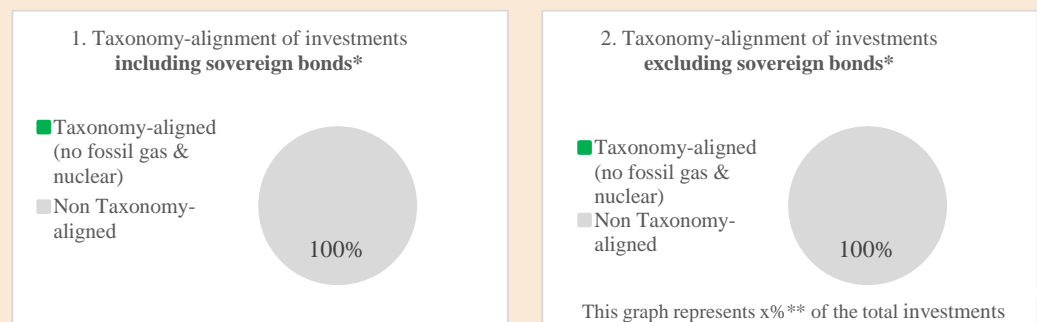 1. Taxonomy-alignment of investments
including sovereign bonds*
Taxonomy-aligned
(no fossil gas &
nuclear)
Non Taxonomy-
aligned
100%
2. Taxonomy-alignment of investments
excluding sovereign bonds*
Taxonomy-aligned
(no fossil gas &
nuclear)
Non Taxonomy-
aligned
100%
This graph represents x%** of the total investments